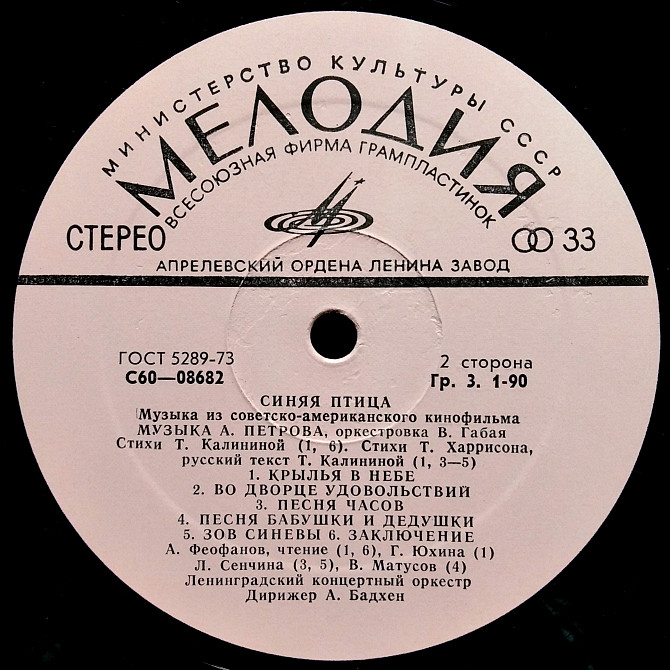 МИНИСТЕРСТВО КУЛЬТУРЫ СССР
МЕЛОДИЯ
ВСЕСОЮЗНАЯ ФИРМА ГРАМПЛАСТИНОК
СТЕРЕО
33
АПРЕЛЕВСКИЙ ОРДЕНА ЛЕНИНА ЗАВОД
ГОСТ 5289-73
2 сторона
С60—08682
Гр. 3. 1-90
СИНЯЯ ПТИЦА
Музыка из советско-американского кинофильма
МУЗЫКА А. ПЕТРОВА, оркестровка В. Габая
Стихи Т. Калининой (1, 6). Стихи Т. Харрисона,
русский текст Т. Калининой (1, 3—5)
1. КРЫЛЬЯ В НЕБЕ
2. ВО ДВОРЦЕ УДОВОЛЬСТВИЙ
3. ПЕСНЯ ЧАСОВ
4. ПЕСНЯ БАБУШКИ И ДЕДУШКИ
5. ЗОВ СИНЕВЫ 6. ЗАКЛЮЧЕНИЕ
А. Феофанов, чтение (1, 6), Г. Юхина (1)
Л. Сенчина (3, 5), В. Матусов (4)
Ленинградский концертный оркестр
Дирижер А. Бадхен